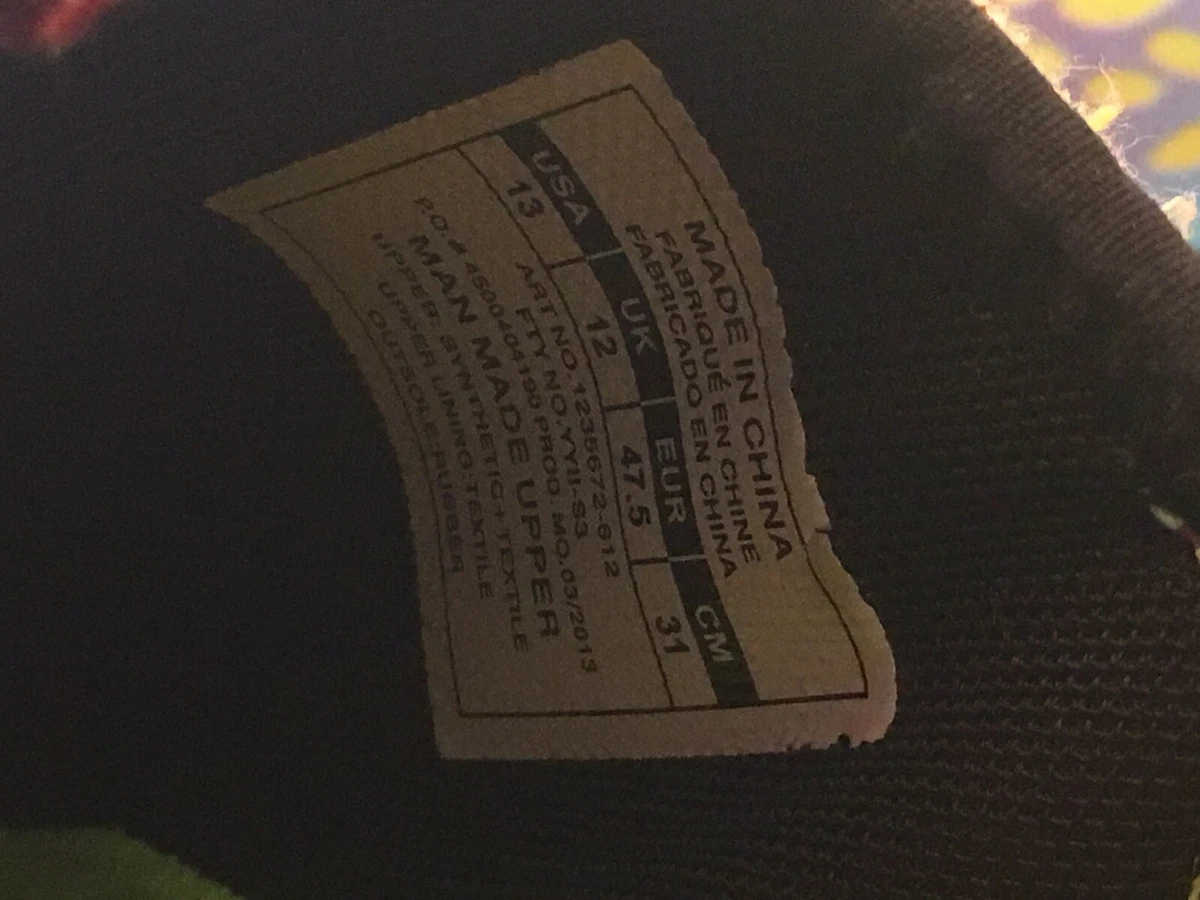 MADE IN CHINA
FABRIQUÉ EN CHINE
FABRICADO EN CHINA
USA UK EUR CM
13 12 47.5 31
ART NO.1235672-612
FTY NO.YYII-S3
P.O.# 4500404190 PROD. MO.03/2013
MAN MADE UPPER
UPPER: SYNTHETIC+TEXTILE
UPPER LINING:TEXTILE
OUTSOLE:RUBBER